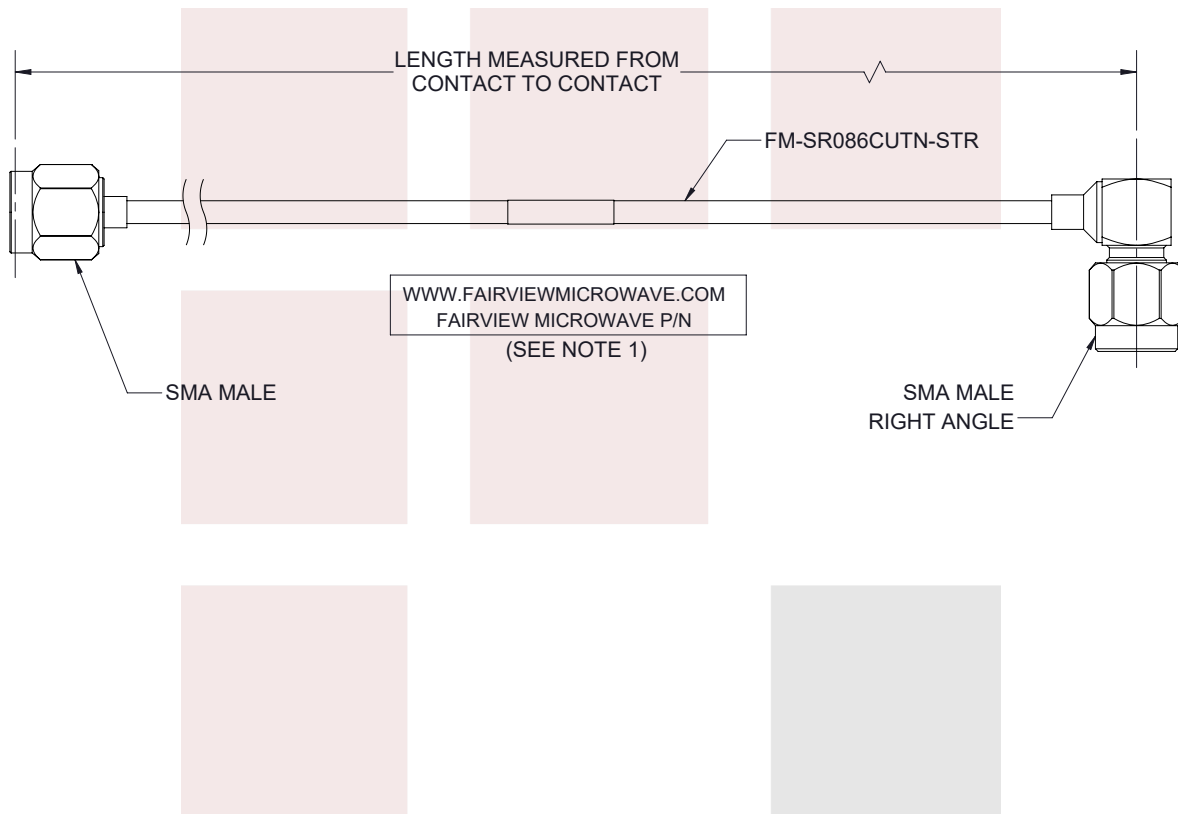 LENGTH MEASURED FROM
CONTACT TO CONTACT
FM-SR086CUTN-STR
WWW.FAIRVIEWMICROWAVE.COM
FAIRVIEW MICROWAVE P/N
(SEE NOTE 1)
SMA MALE
SMA MALE
RIGHT ANGLE